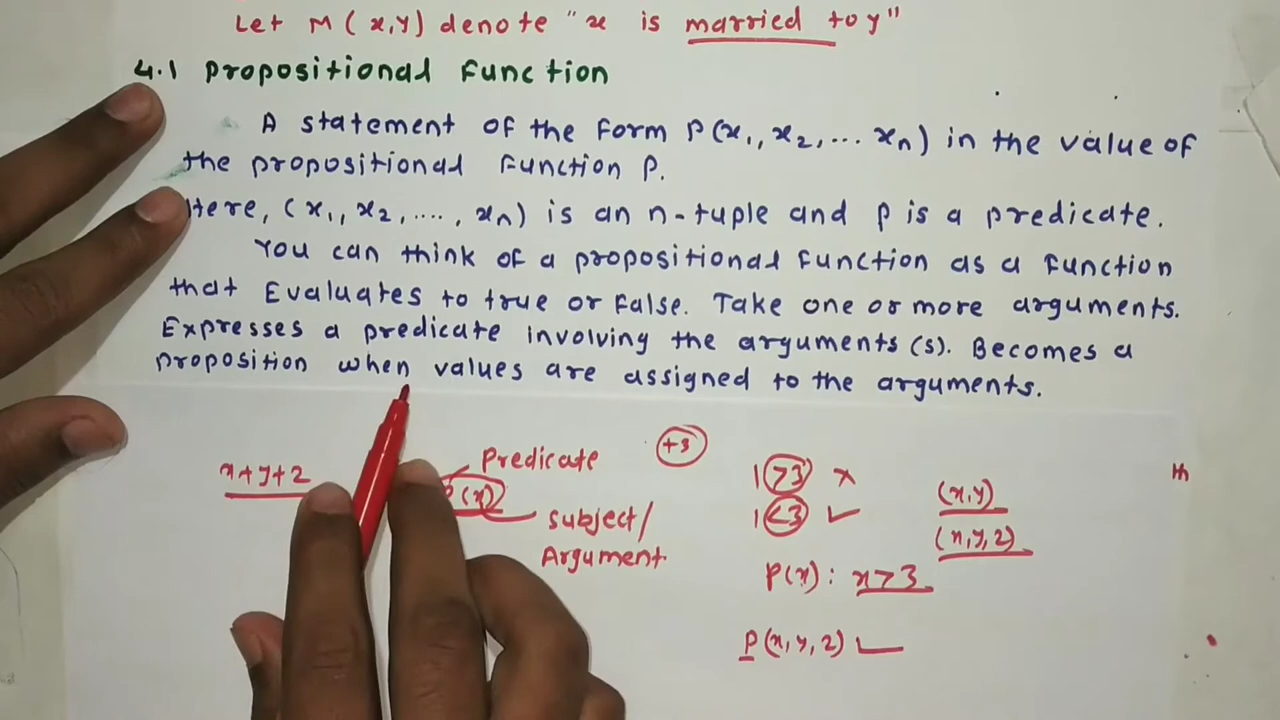 Let M(x,y) denote "x is married to y"
4.1 Propositional Function
A statement of the form P(x₁, x₂, ... xₙ) in the value of
the propositional function P.
Here, (x₁, x₂, ...., xₙ) is an n-tuple and P is a predicate.
You can think of a propositional function as a function
that Evaluates to true or false. Take one or more arguments.
Expresses a predicate involving the arguments (s). Becomes a
proposition when values are assigned to the arguments.
x+y+z
Predicate
P(x)
subject/
Argument
+3
1>3 ×
1<3 ✓
P(x): x>3
P(x,y,z)
(x,y)
(x,y,z)